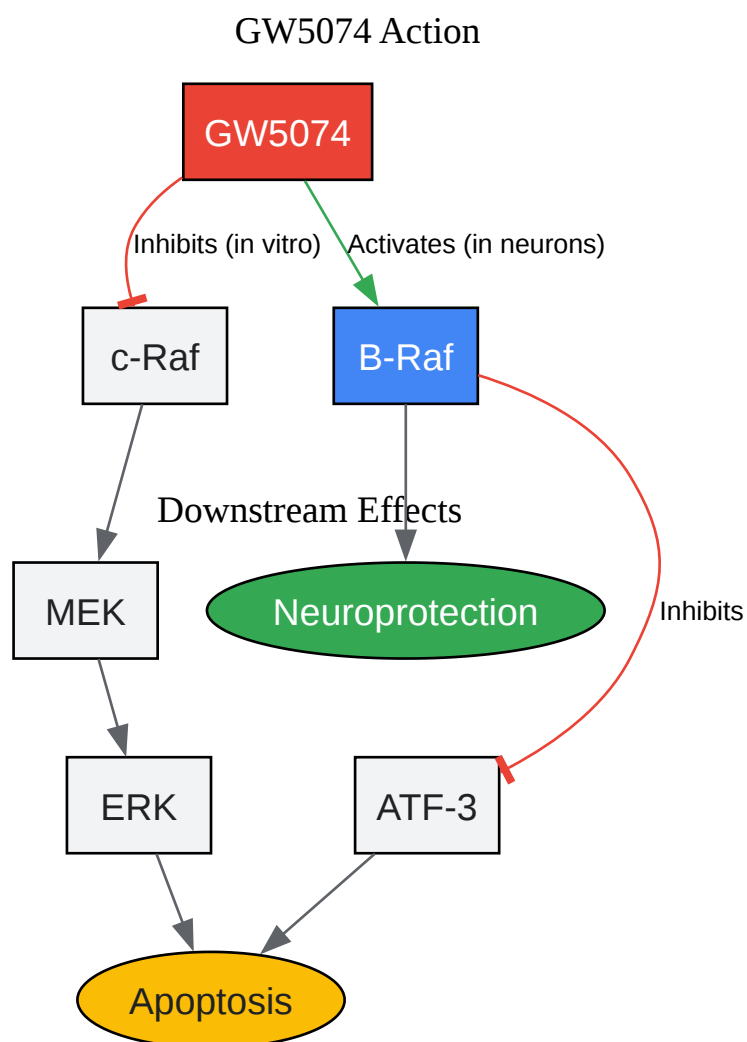 GW5074 Action
GW5074
Inhibits (in vitro)
Activates (in neurons)
c-Raf
B-Raf
Downstream Effects
MEK
Neuroprotection
Inhibits
ERK
ATF-3
Apoptosis